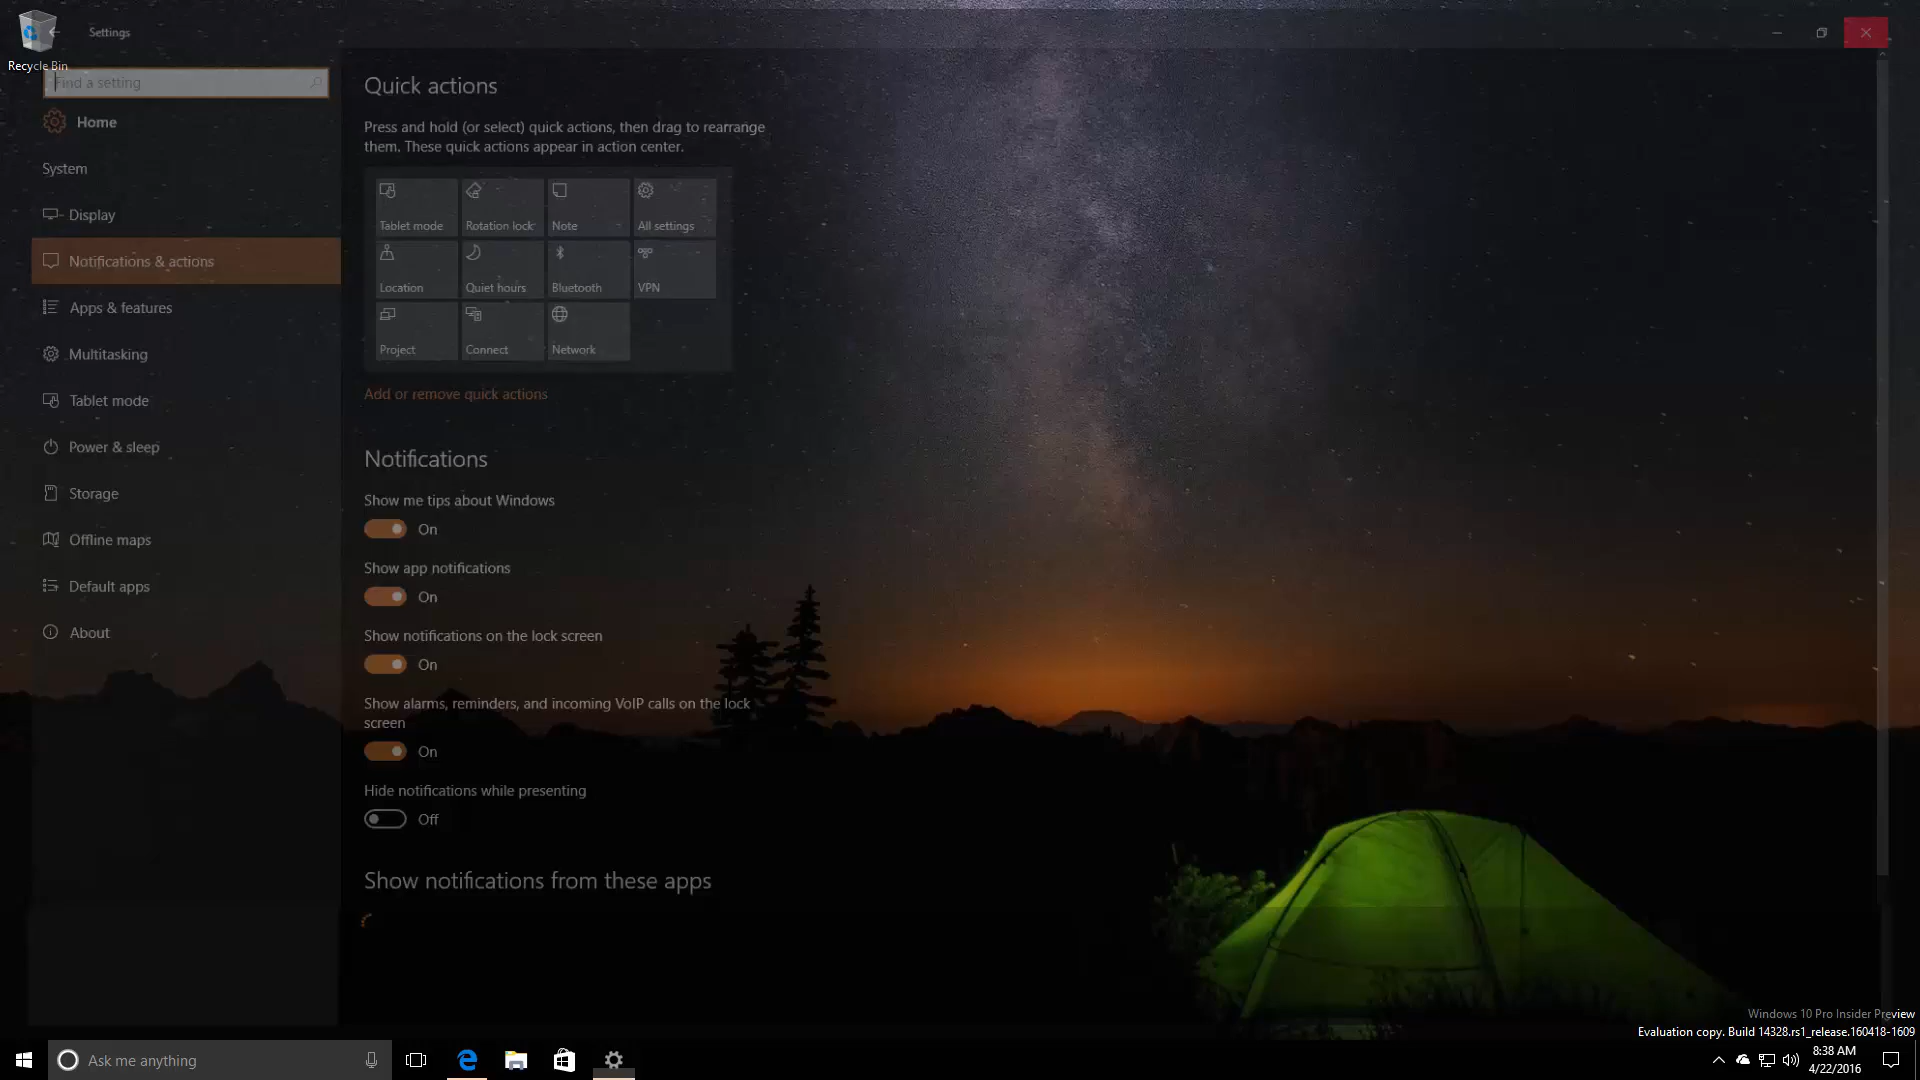 Settings
Recycle Bin
Find a setting
Home
System
Display
Notifications & actions
Apps & features
Multitasking
Tablet mode
Power & sleep
Storage
Offline maps
Default apps
About
Quick actions
Press and hold (or select) quick actions, then drag to rearrange
them. These quick actions appear in action center.
Tablet mode
Rotation lock
Note
All settings
Location
Quiet hours
Bluetooth
VPN
Project
Connect
Network
Add or remove quick actions
Notifications
Show me tips about Windows
On
Show app notifications
On
Show notifications on the lock screen
On
Show alarms, reminders, and incoming VoIP calls on the lock
screen
On
Hide notifications while presenting
Off
Show notifications from these apps
Windows 10 Pro Insider Preview
Evaluation copy. Build 14328.rs1_release.160418-1609
Ask me anything
8:38 AM
4/22/2016